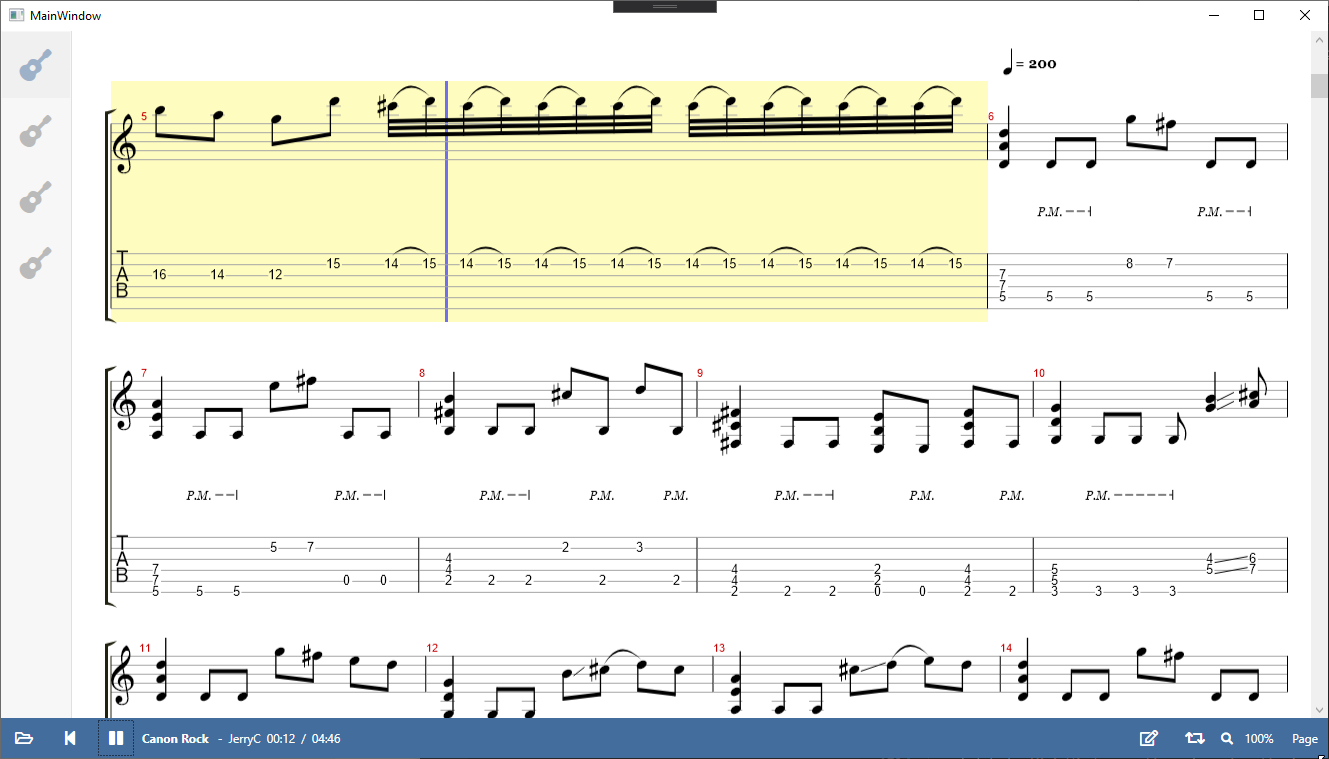 MainWindow
= 200
5 6
P.M. P.M.
T
A
B
16 14 12 15 14 15 14 15 14 15 14 15 14 15 14 15 14 15 14 15 7 7 5 5 5 8 7 5 5
7 8 9 10
P.M. P.M. P.M. P.M. P.M. P.M. P.M. P.M. P.M.
T
A
B
7 7 5 5 5 5 7 0 0 4 4 2 2 2 2 2 3 2 4 4 2 2 2 2 2 0 0 4 4 2 2 5 5 3 3 3 3 4 5 6 7
11 12 13 14
Canon Rock - JerryC 00:12 / 04:46 100% Page